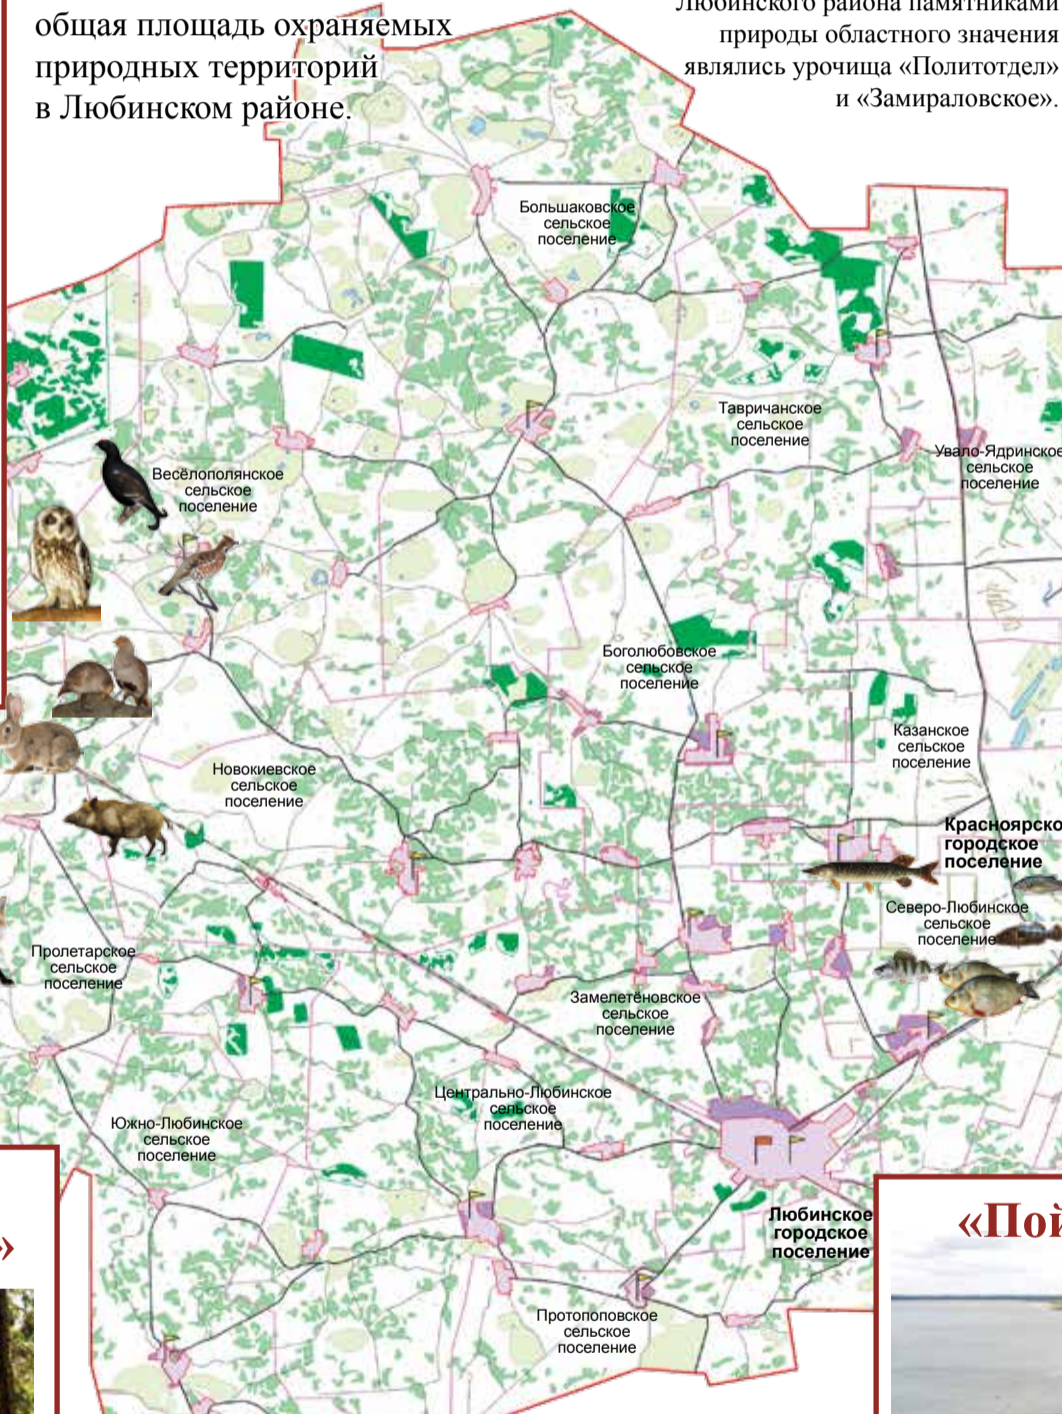 общая площадь охраняемых
природных территорий
в Любинском районе.
Любинского района памятниками
природы областного значения
являлись урочища «Политотдел»
и «Замираловское».
Большаковское
сельское
поселение
Тавричанское
сельское
поселение
Увало-Ядринское
сельское
поселение
Весёлополянское
сельское
поселение
Боголюбовское
сельское
поселение
Казанское
сельское
поселение
Новокиевское
сельское
поселение
Красноярско
городское
поселение
Северо-Любинское
сельское
поселение
Пролетарское
сельское
поселение
Замелетёновское
сельское
поселение
Центрально-Любинское
сельское
поселение
Южно-Любинское
сельское
поселение
Любинское
городское
поселение
Протопоповское
сельское
поселение
»
«Пой